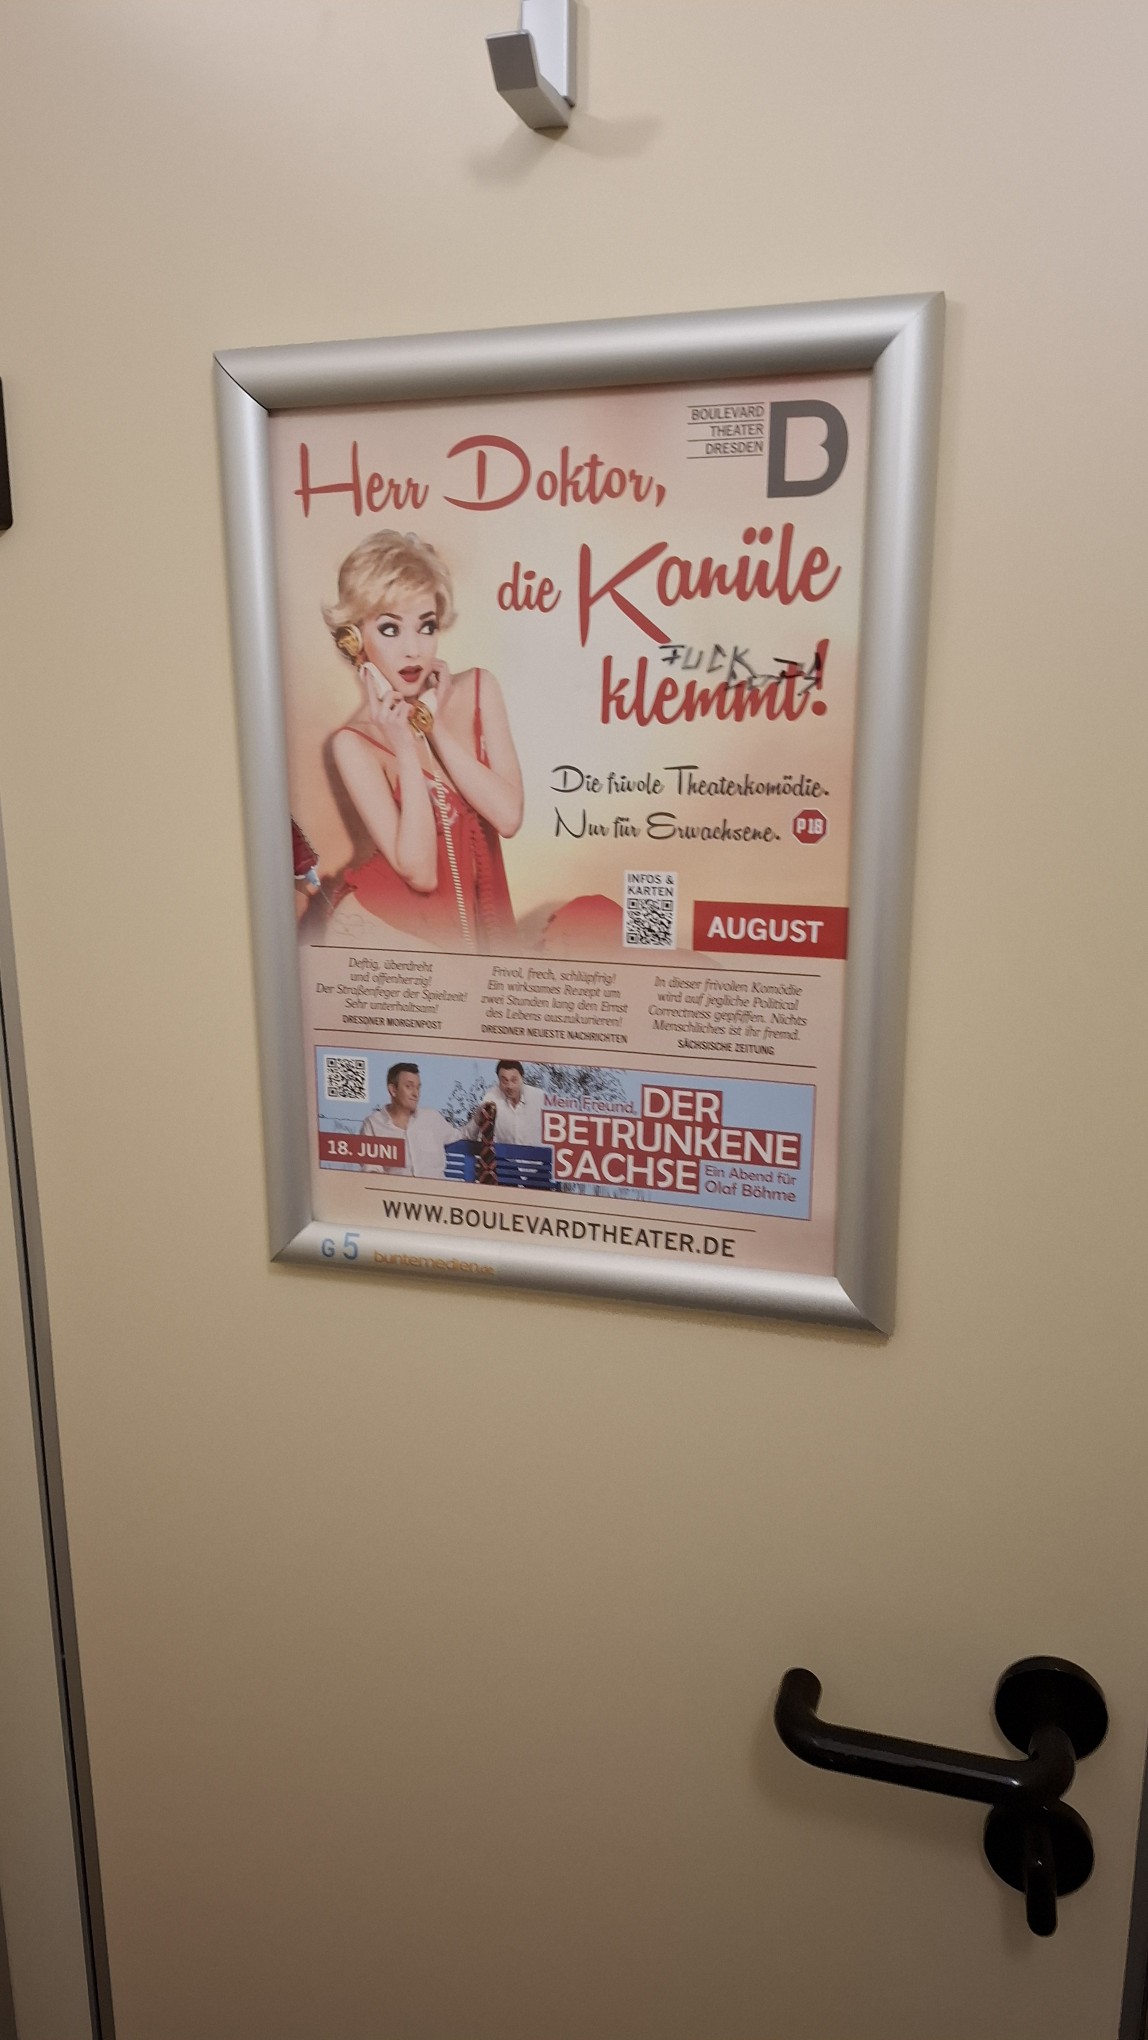 BOULEVARD
THEATER
DRESDEN
B
Herr Doktor,
die Kanüle
FUCK
klemmt!
Die frivole Theaterkomödie.
Nur für Erwachsene. P18
INFOS &
KARTEN
AUGUST
Deftig, überdreht
und offenherzig!
Der Straßenfeger der Spielzeit!
Sehr unterhaltsam!
DRESDNER MORGENPOST
Frivol, frech, schlüpfrig!
Ein wirksames Rezept um
zwei Stunden lang den Ernst
des Lebens auszukurieren!
DRESDNER NEUESTE NACHRICHTEN
In dieser frivolen Komödie
wird auf jegliche Political
Correctness gepfiffen. Nichts
Menschliches ist ihr fremd.
SÄCHSISCHE ZEITUNG
18. JUNI
Mein Freund, DER
BETRUNKENE
SACHSE
Ein Abend für
Olaf Böhme
WWW.BOULEVARDTHEATER.DE
G 5 buntemedien.de